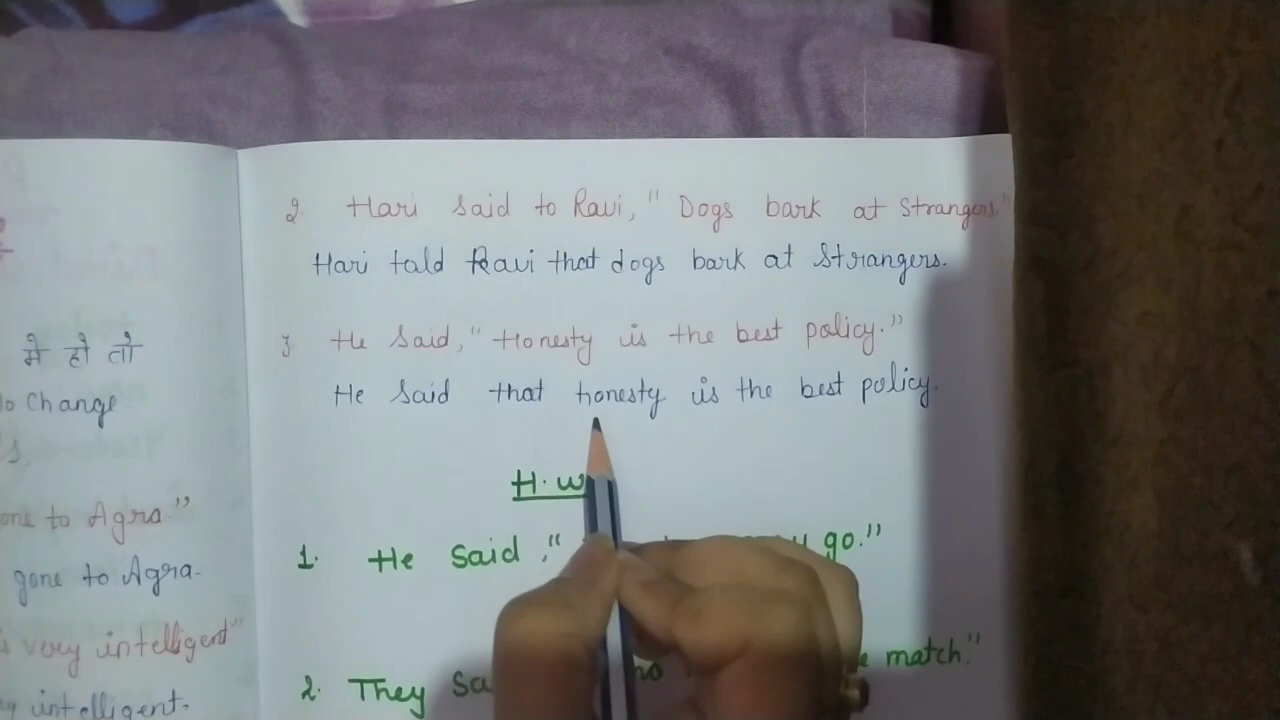 मे हो तो
Change
gone to Agra"
gone to Agra.
very intelligent"
intelligent.
2. Hari said to Ravi, "Dogs bark at strangers."
Hari told Ravi that dogs bark at strangers.
3. He said, "Honesty is the best policy."
He said that honesty is the best policy.
H.w
1. He said, " go."
2. They match."